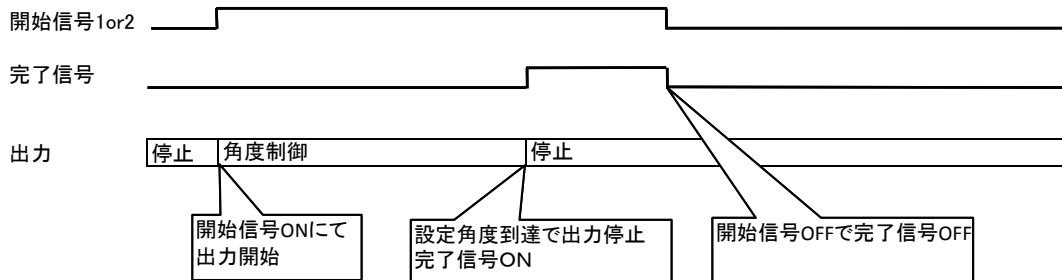 開始信号1or2
完了信号
出力
停止
角度制御
停止
開始信号ONにて
出力開始
設定角度到達で出力停止
完了信号ON
開始信号OFFで完了信号OFF